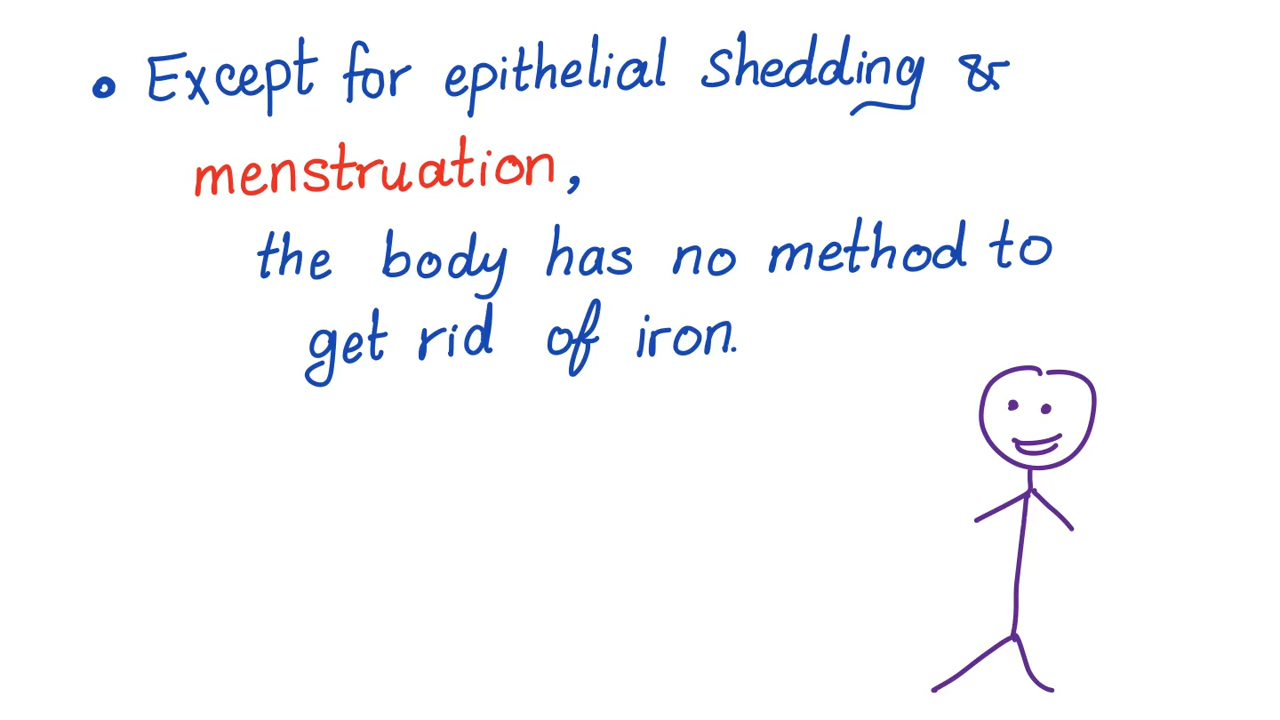 • Except for epithelial shedding &
menstruation,
the body has no method to
get rid of iron.